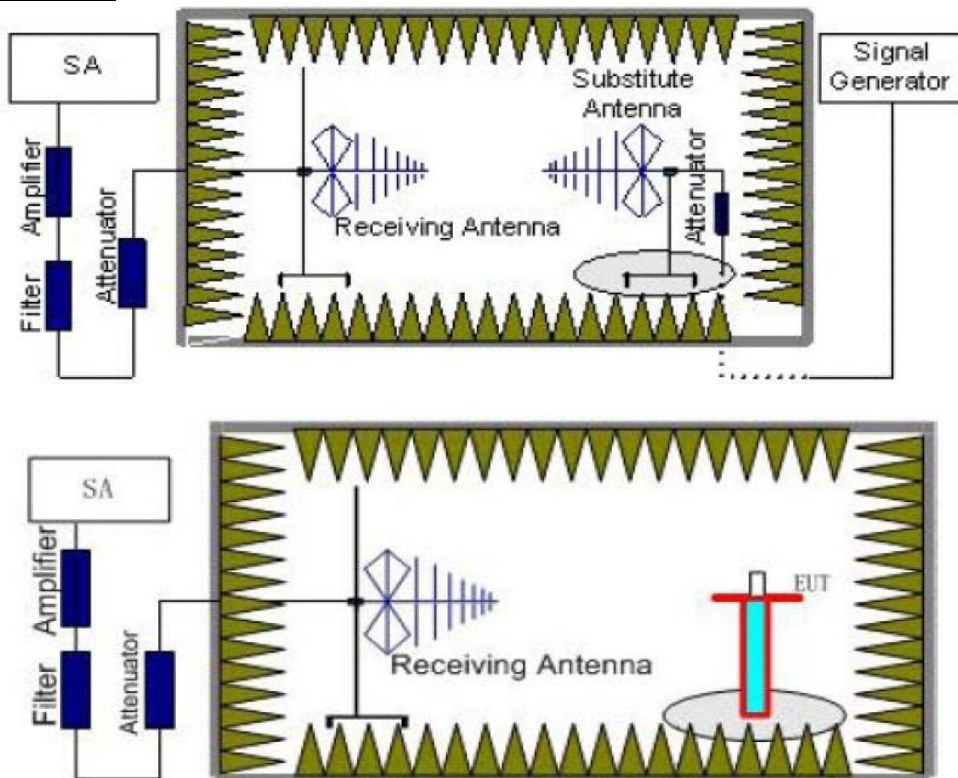 SA
Signal
Generator
Substitute
Antenna
Amplifier
Attenuator
Receiving Antenna
Attenuator
Filter
SA
Amplifier
EUT
Receiving Antenna
Filter
Attenuator